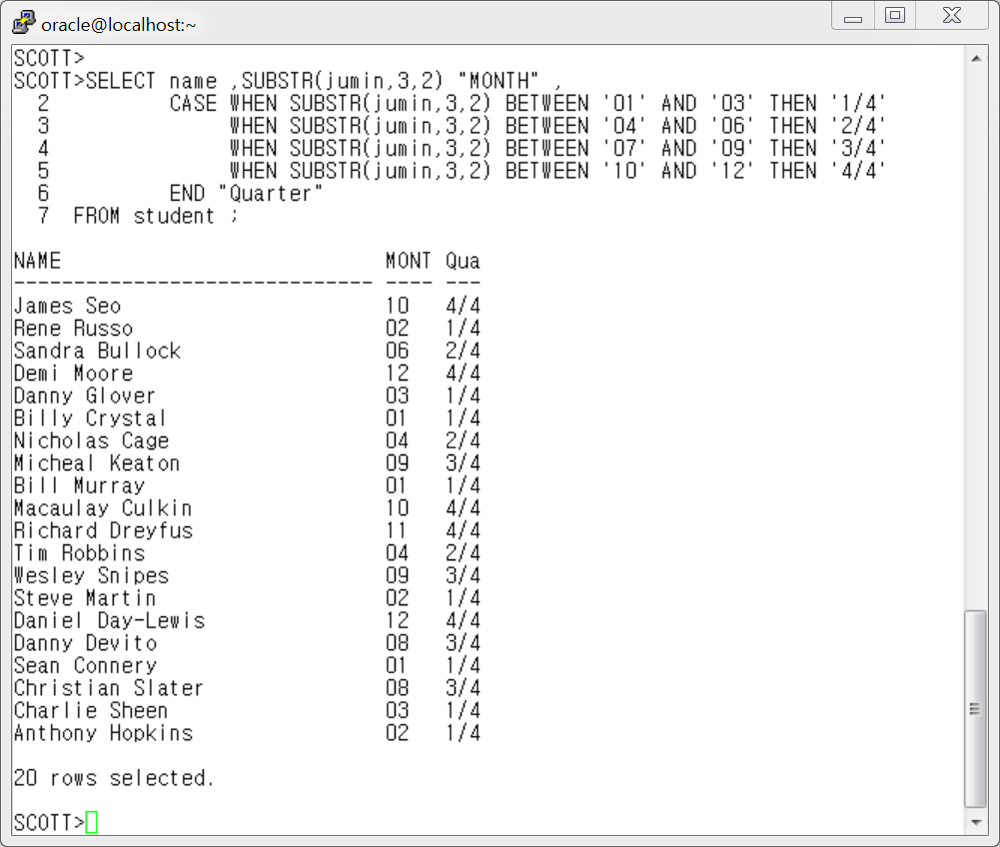 oracle@localhost:~
SCOTT>
SCOTT>SELECT name ,SUBSTR(jumin,3,2) "MONTH" ,
  2          CASE WHEN SUBSTR(jumin,3,2) BETWEEN '01' AND '03' THEN '1/4'
  3               WHEN SUBSTR(jumin,3,2) BETWEEN '04' AND '06' THEN '2/4'
  4               WHEN SUBSTR(jumin,3,2) BETWEEN '07' AND '09' THEN '3/4'
  5               WHEN SUBSTR(jumin,3,2) BETWEEN '10' AND '12' THEN '4/4'
  6          END "Quarter"
  7  FROM student ;
NAME                           MONT Qua
------------------------------ ---- ---
James Seo                      10   4/4
Rene Russo                     02   1/4
Sandra Bullock                 06   2/4
Demi Moore                     12   4/4
Danny Glover                   03   1/4
Billy Crystal                  01   1/4
Nicholas Cage                  04   2/4
Micheal Keaton                 09   3/4
Bill Murray                    01   1/4
Macaulay Culkin                10   4/4
Richard Dreyfus                11   4/4
Tim Robbins                    04   2/4
Wesley Snipes                  09   3/4
Steve Martin                   02   1/4
Daniel Day-Lewis               12   4/4
Danny Devito                   08   3/4
Sean Connery                   01   1/4
Christian Slater               08   3/4
Charlie Sheen                  03   1/4
Anthony Hopkins                02   1/4
20 rows selected.
SCOTT>